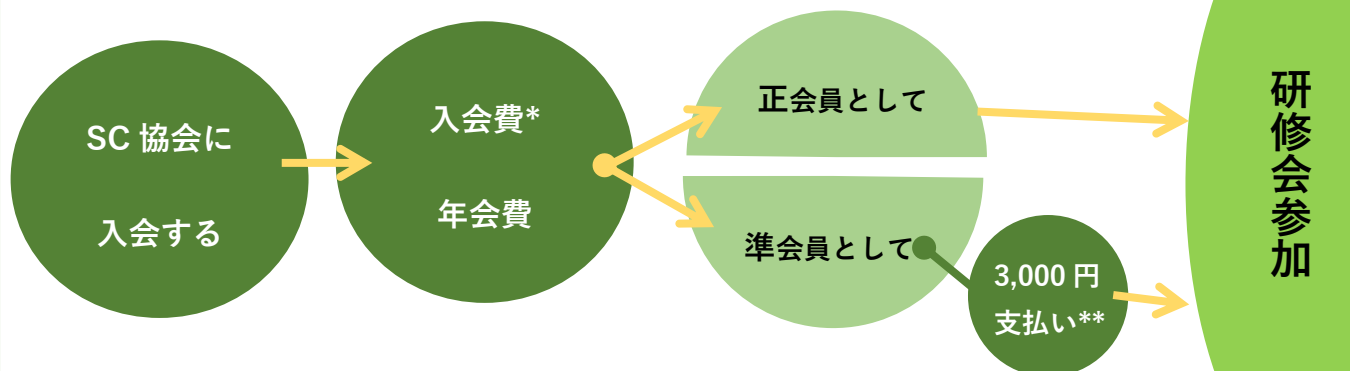 SC 協会に
入会する
入会費*
年会費
正会員として
準会員として
3,000 円
支払い**
研修会参加